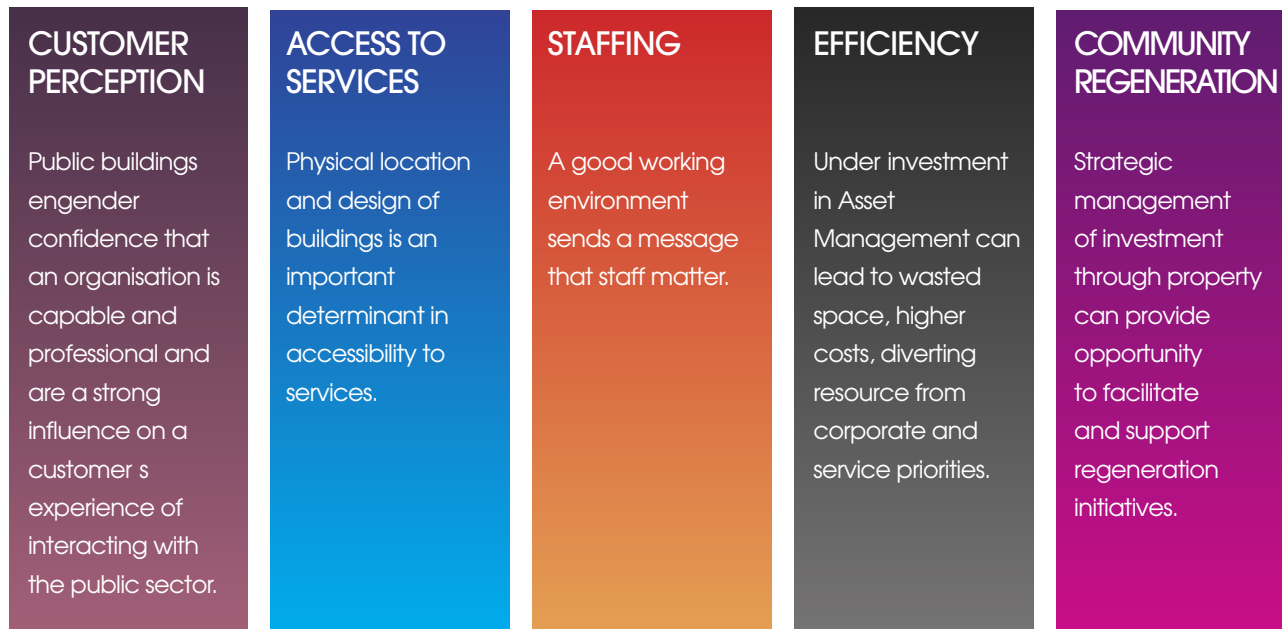 CUSTOMER
PERCEPTION
Public buildings
engender
confidence that
an organisation is
capable and
professional and
are a strong
influence on a
customer s
experience of
interacting with
the public sector.
ACCESS TO
SERVICES
Physical location
and design of
buildings is an
important
determinant in
accessibility to
services.
STAFFING
A good working
environment
sends a message
that staff matter.
EFFICIENCY
Under investment
in Asset
Management can
lead to wasted
space, higher
costs, diverting
resource from
corporate and
service priorities.
COMMUNITY
REGENERATION
Strategic
management
of investment
through property
can provide
opportunity
to facilitate
and support
regeneration
initiatives.